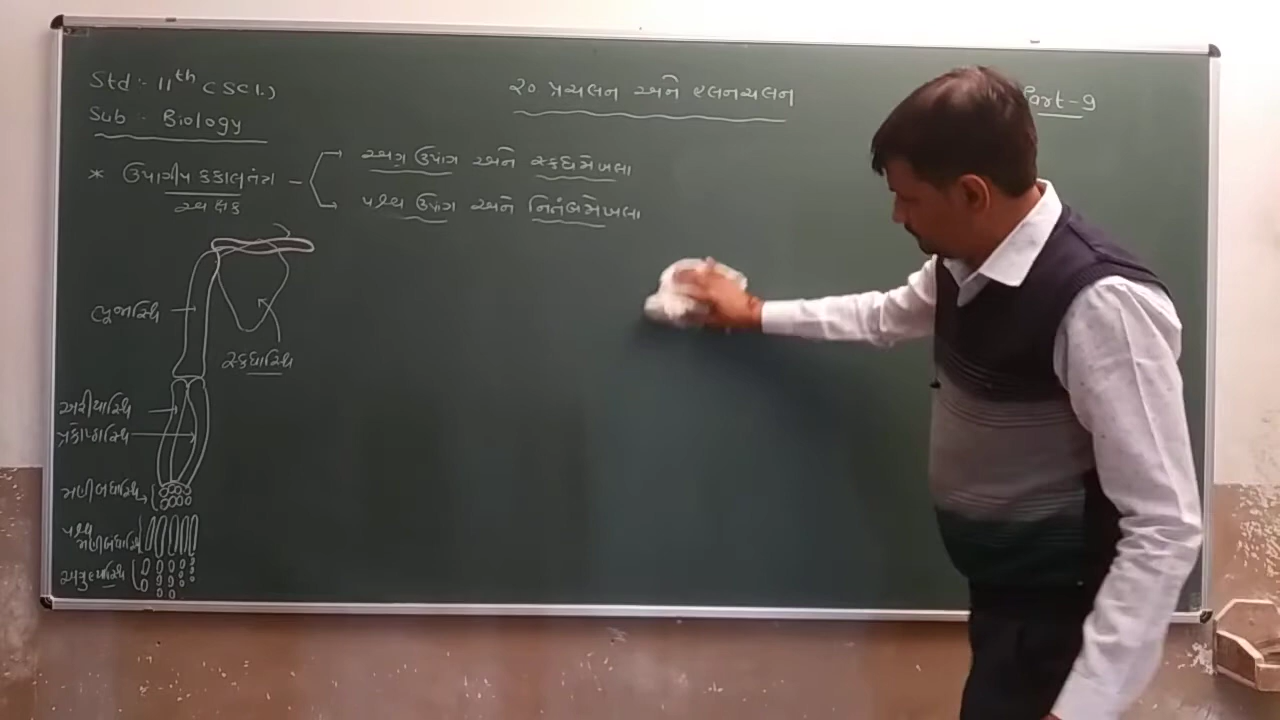 Std :- 11th (SCI.)
Sub :- Biology
૨૦ પ્રચલન અને હલનચલન
Part-9
* ઉપાંગીય કંકાલતંત્ર
અગ્ર ઉપાંગ અને સ્કંધમેખલા
પશ્ચ ઉપાંગ અને નિતંબમેખલા
અક્ષક
ભુજાસ્થિ
સ્કંધાસ્થિ
અરીયાસ્થિ
પ્રકોષ્ઠાસ્થિ
મણીબંધાસ્થિ
પશ્ચ
મણીબંધાસ્થિ
અંગુલ્યાસ્થિ